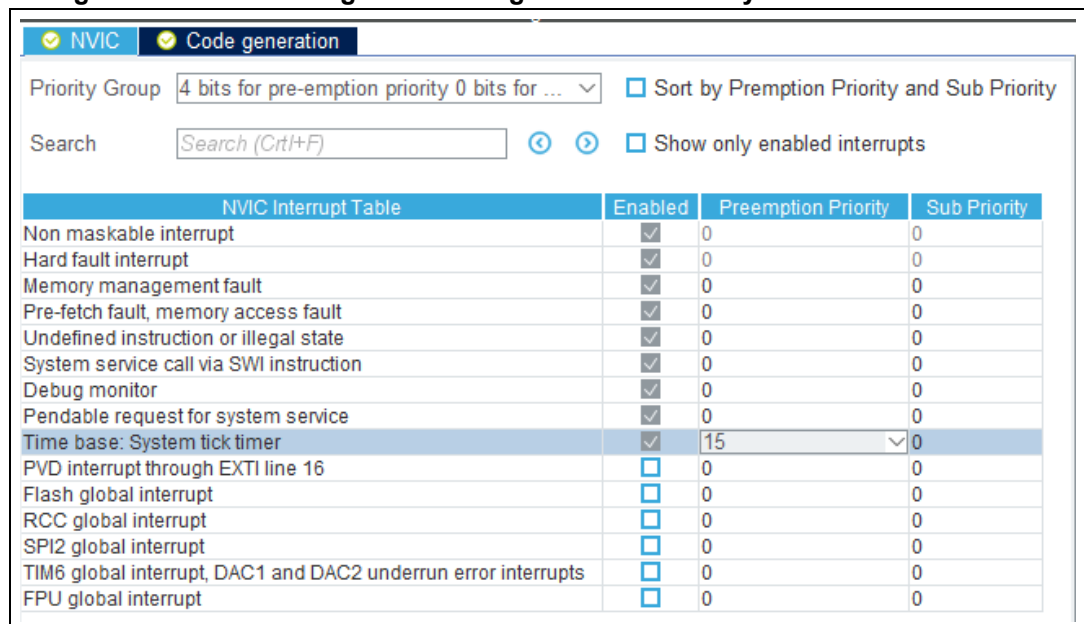 NVIC Code generation
Priority Group 4 bits for pre-emption priority 0 bits for ... Sort by Premption Priority and Sub Priority
Search Search (Crtl+F) Show only enabled interrupts
NVIC Interrupt Table Enabled Preemption Priority Sub Priority
Non maskable interrupt 0 0
Hard fault interrupt 0 0
Memory management fault 0 0
Pre-fetch fault, memory access fault 0 0
Undefined instruction or illegal state 0 0
System service call via SWI instruction 0 0
Debug monitor 0 0
Pendable request for system service 0 0
Time base: System tick timer 15 0
PVD interrupt through EXTI line 16 0 0
Flash global interrupt 0 0
RCC global interrupt 0 0
SPI2 global interrupt 0 0
TIM6 global interrupt, DAC1 and DAC2 underrun error interrupts 0 0
FPU global interrupt 0 0